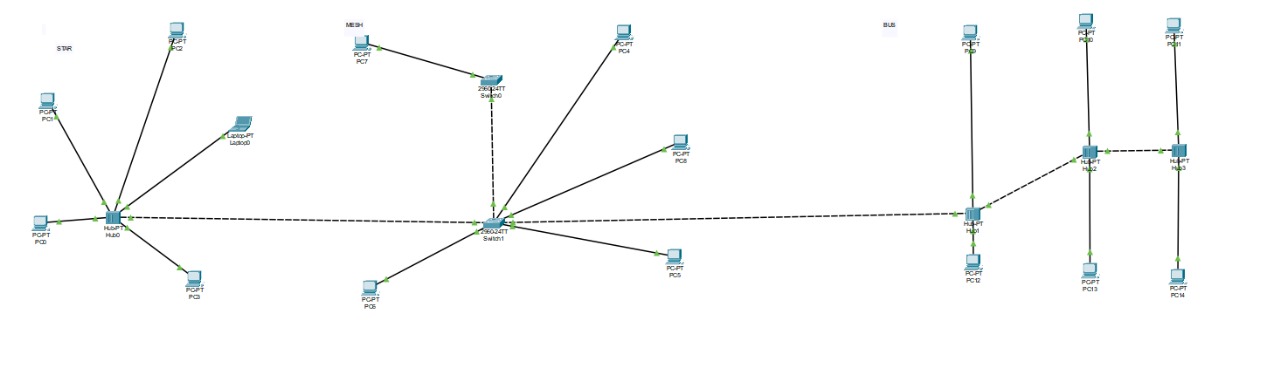 STAR
PC-PT
PC2
PC-PT
PC1
Laptop-PT
Laptop0
PC-PT
PC0
Hub-PT
Hub0
PC-PT
PC3
MESH
PC-PT
PC7
2960-24TT
Switch0
PC-PT
PC4
PC-PT
2960-24TT
Switch1
PC-PT
PC5
PC-PT
BUS
PC-PT
PC9
PC-PT
PC10
PC-PT
PC11
Hub-PT
Hub2
Hub-PT
Hub3
Hub-PT
Hub1
PC-PT
PC12
PC-PT
PC13
PC-PT
PC14